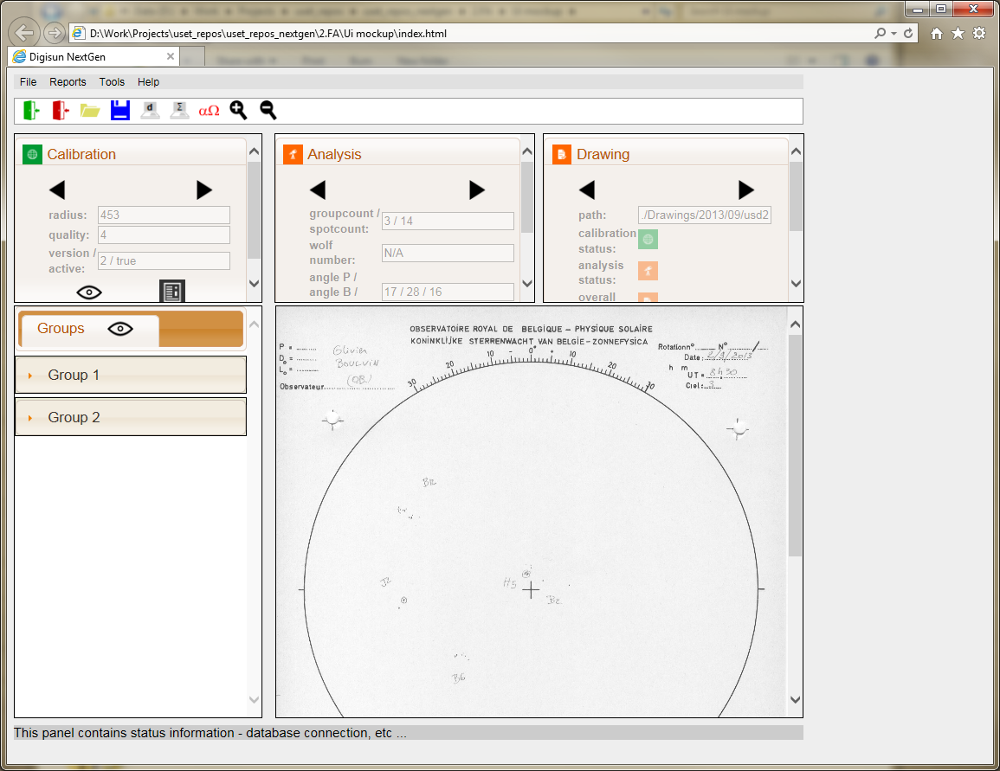 D:\Work\Projects\uset_repos\uset_repos_nextgen\2.FA\Ui mockup\index.html
Digisun NextGen
File Reports Tools Help
d Σ αΩ
Calibration
radius: 453
quality: 4
version / active: 2 / true
Analysis
groupcount / spotcount: 3 / 14
wolf number: N/A
angle P / angle B / 17 / 28 / 16
Drawing
path: ./Drawings/2013/09/usd2
calibration status:
analysis status:
overall
Groups
Group 1
Group 2
OBSERVATOIRE ROYAL DE BELGIQUE – PHYSIQUE SOLAIRE
KONINKLIJKE STERRENWACHT VAN BELGIE – ZONNEFYSICA
P = ........
D₀ = ........
L₀ = ........
Observateur
Olivier
(OB)
Rotation n° N°
Date: 2/9/2013
h m
UT = 8h30
Ciel: 3
30 20 10 – 0° + 10 20 30
J2
H5
B2
B6
This panel contains status information - database connection, etc ...